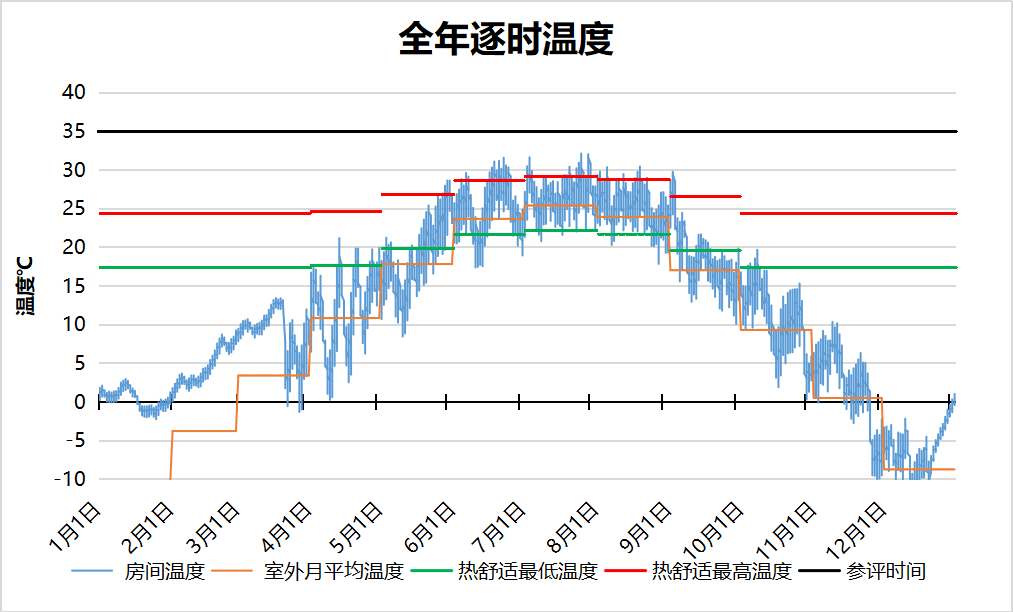 全年逐时温度
40
35
30
25
20
15
10
5
0
-5
-10
温度℃
1月1日
2月1日
3月1日
4月1日
5月1日
6月1日
7月1日
8月1日
9月1日
10月1日
11月1日
12月1日
房间温度 室外月平均温度 热舒适最低温度 热舒适最高温度 参评时间